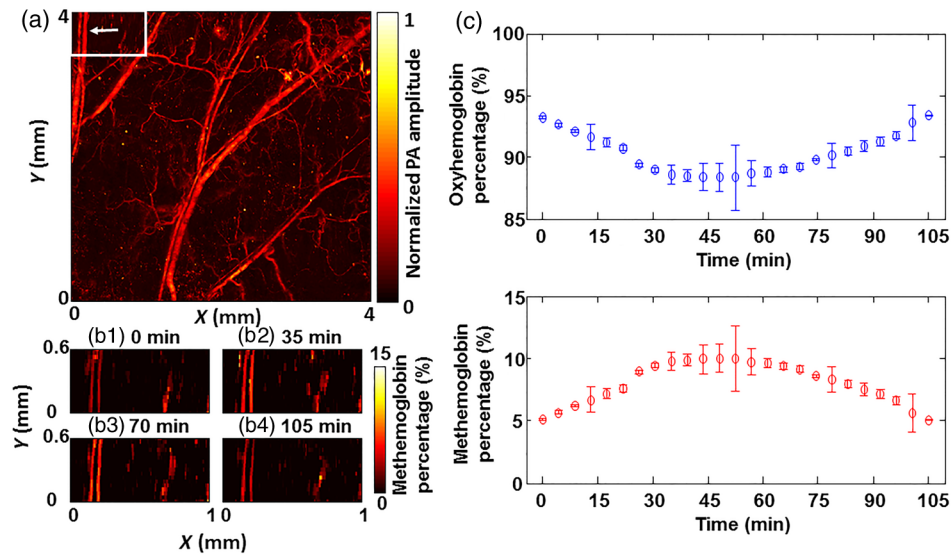 (a)
4
Y (mm)
0
0
X (mm)
4
1
Normalized PA amplitude
0
(b1) 0 min
(b2) 35 min
0.6
Y (mm)
0
(b3) 70 min
(b4) 105 min
0.6
0
0
1 0
1
X (mm)
15
Methemoglobin
percentage (%)
0
(c)
100
95
90
85
Oxyhemoglobin
percentage (%)
0 15 30 45 60 75 90 105
Time (min)
15
10
5
0
Methemoglobin
percentage (%)
0 15 30 45 60 75 90 105
Time (min)